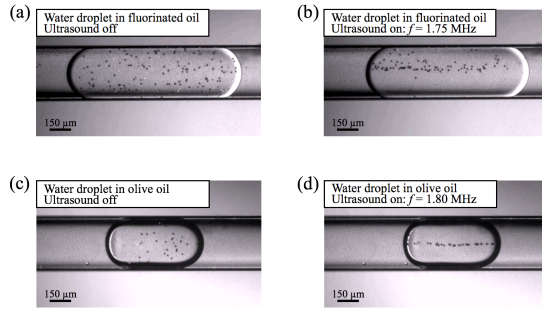 (a)
Water droplet in fluorinated oil
Ultrasound off
150 µm
(b)
Water droplet in fluorinated oil
Ultrasound on: f = 1.75 MHz
150 µm
(c)
Water droplet in olive oil
Ultrasound off
150 µm
(d)
Water droplet in olive oil
Ultrasound on: f = 1.80 MHz
150 µm